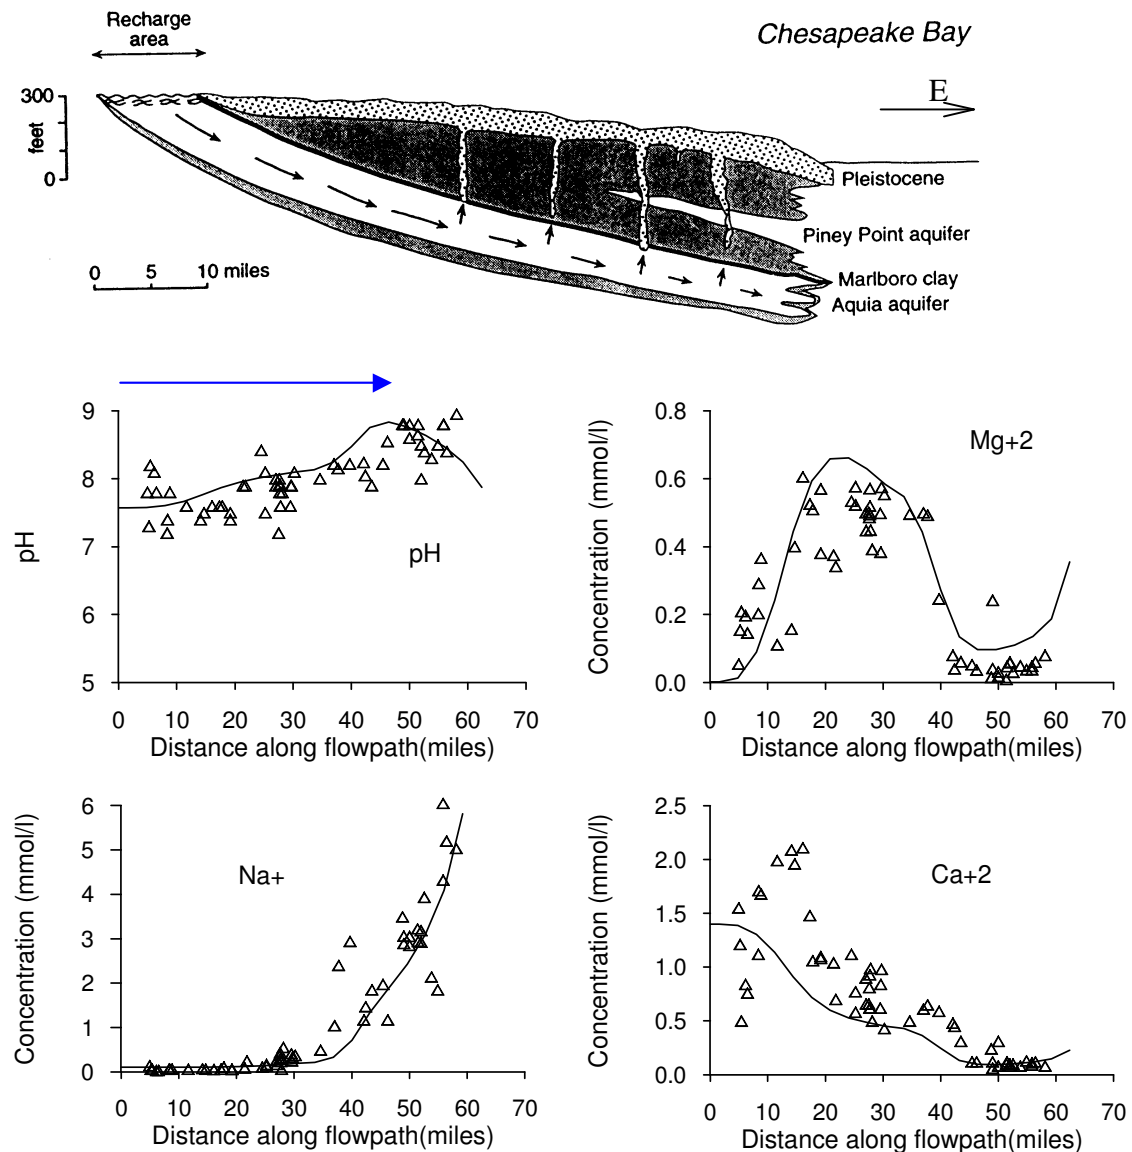 Recharge
area
Chesapeake Bay
E
300
feet
0
Pleistocene
Piney Point aquifer
0 5 10 miles
Marlboro clay
Aquia aquifer
9
8
7
6
5
pH
pH
0 10 20 30 40 50 60 70
Distance along flowpath(miles)
0.8
0.6
0.4
0.2
0.0
Concentration (mmol/l)
Mg+2
0 10 20 30 40 50 60 70
Distance along flowpath(miles)
6
5
4
3
2
1
0
Concentration (mmol/l)
Na+
0 10 20 30 40 50 60 70
Distance along flowpath(miles)
2.5
2.0
1.5
1.0
0.5
0.0
Concentration (mmol/l)
Ca+2
0 10 20 30 40 50 60 70
Distance along flowpath(miles)